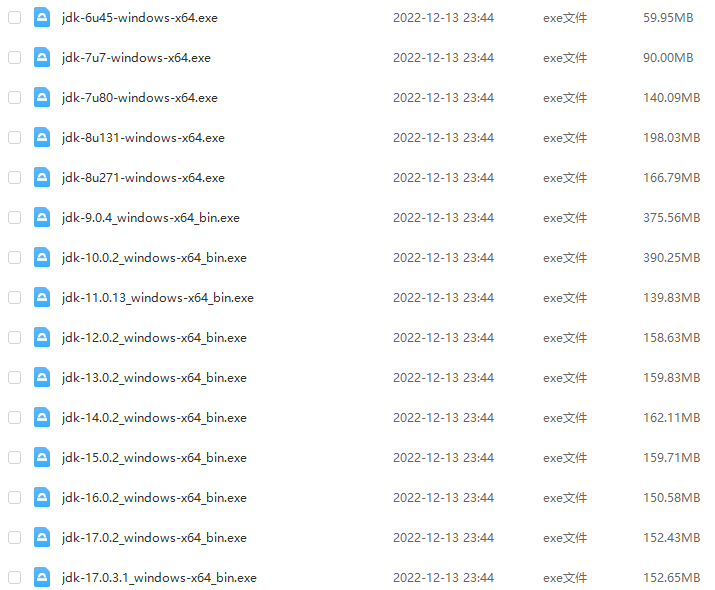 jdk-6u45-windows-x64.exe 2022-12-13 23:44 exe文件 59.95MB
jdk-7u7-windows-x64.exe 2022-12-13 23:44 exe文件 90.00MB
jdk-7u80-windows-x64.exe 2022-12-13 23:44 exe文件 140.09MB
jdk-8u131-windows-x64.exe 2022-12-13 23:44 exe文件 198.03MB
jdk-8u271-windows-x64.exe 2022-12-13 23:44 exe文件 166.79MB
jdk-9.0.4_windows-x64_bin.exe 2022-12-13 23:44 exe文件 375.56MB
jdk-10.0.2_windows-x64_bin.exe 2022-12-13 23:44 exe文件 390.25MB
jdk-11.0.13_windows-x64_bin.exe 2022-12-13 23:44 exe文件 139.83MB
jdk-12.0.2_windows-x64_bin.exe 2022-12-13 23:44 exe文件 158.63MB
jdk-13.0.2_windows-x64_bin.exe 2022-12-13 23:44 exe文件 159.83MB
jdk-14.0.2_windows-x64_bin.exe 2022-12-13 23:44 exe文件 162.11MB
jdk-15.0.2_windows-x64_bin.exe 2022-12-13 23:44 exe文件 159.71MB
jdk-16.0.2_windows-x64_bin.exe 2022-12-13 23:44 exe文件 150.58MB
jdk-17.0.2_windows-x64_bin.exe 2022-12-13 23:44 exe文件 152.43MB
jdk-17.0.3.1_windows-x64_bin.exe 2022-12-13 23:44 exe文件 152.65MB